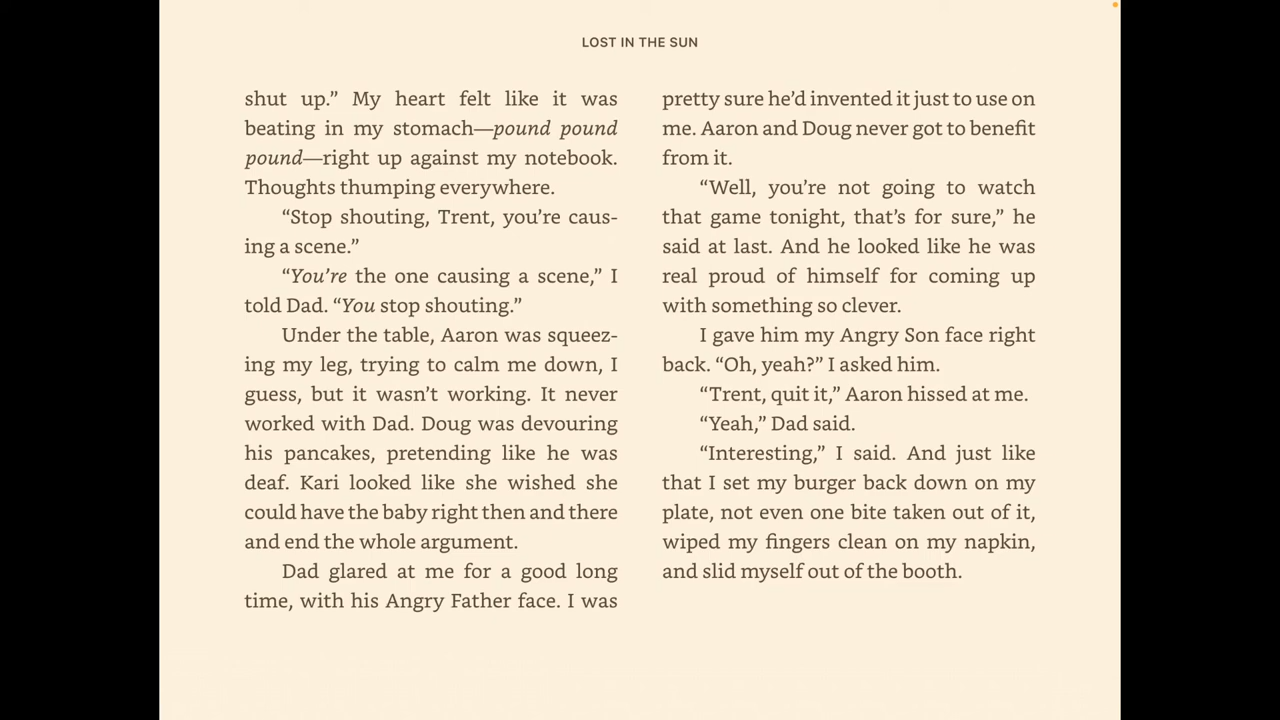 LOST IN THE SUN
shut up.” My heart felt like it was
beating in my stomach—pound pound
pound—right up against my notebook.
Thoughts thumping everywhere.
“Stop shouting, Trent, you’re caus-
ing a scene.”
“You’re the one causing a scene,” I
told Dad. “You stop shouting.”
Under the table, Aaron was squeez-
ing my leg, trying to calm me down, I
guess, but it wasn’t working. It never
worked with Dad. Doug was devouring
his pancakes, pretending like he was
deaf. Kari looked like she wished she
could have the baby right then and there
and end the whole argument.
Dad glared at me for a good long
time, with his Angry Father face. I was
pretty sure he’d invented it just to use on
me. Aaron and Doug never got to benefit
from it.
“Well, you’re not going to watch
that game tonight, that’s for sure,” he
said at last. And he looked like he was
real proud of himself for coming up
with something so clever.
I gave him my Angry Son face right
back. “Oh, yeah?” I asked him.
“Trent, quit it,” Aaron hissed at me.
“Yeah,” Dad said.
“Interesting,” I said. And just like
that I set my burger back down on my
plate, not even one bite taken out of it,
wiped my fingers clean on my napkin,
and slid myself out of the booth.